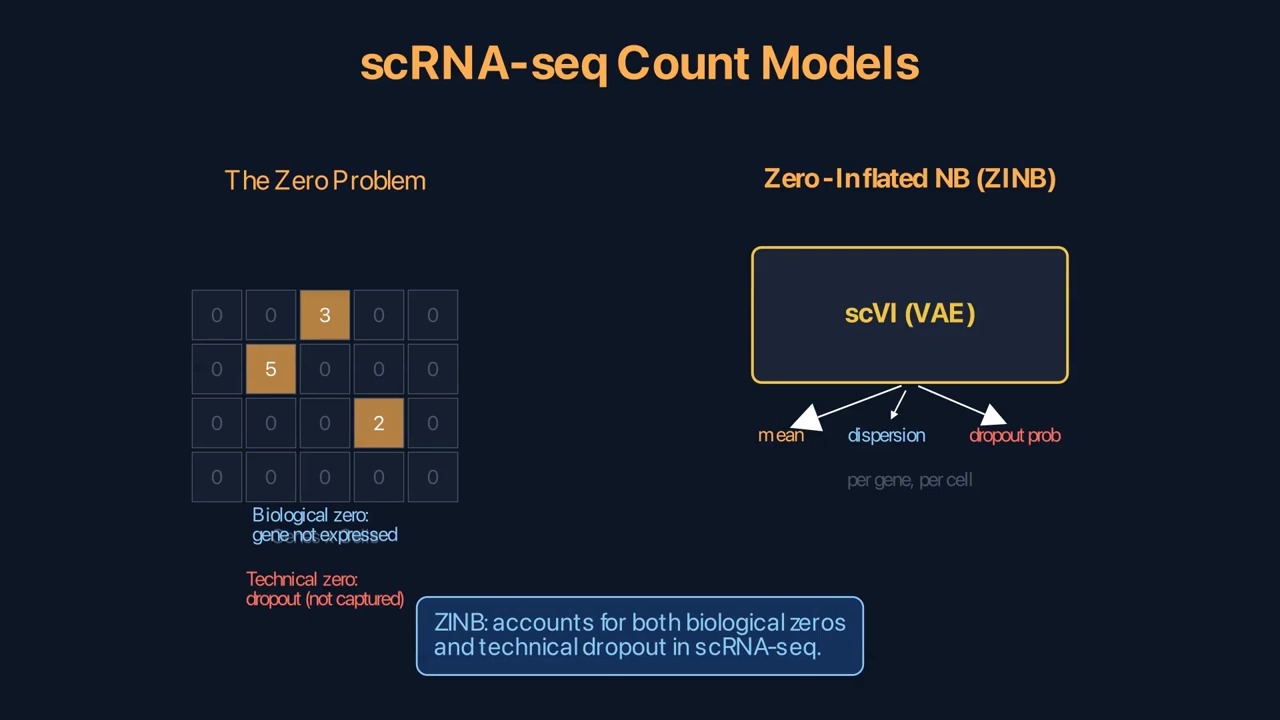 scRNA-seq Count Models
The Zero Problem
0 0 3 0 0
0 5 0 0 0
0 0 0 2 0
0 0 0 0 0
Biological zero:
gene not expressed
Technical zero:
dropout (not captured)
Zero-Inflated NB (ZINB)
scVI (VAE)
mean dispersion dropout prob
per gene, per cell
ZINB: accounts for both biological zeros
and technical dropout in scRNA-seq.